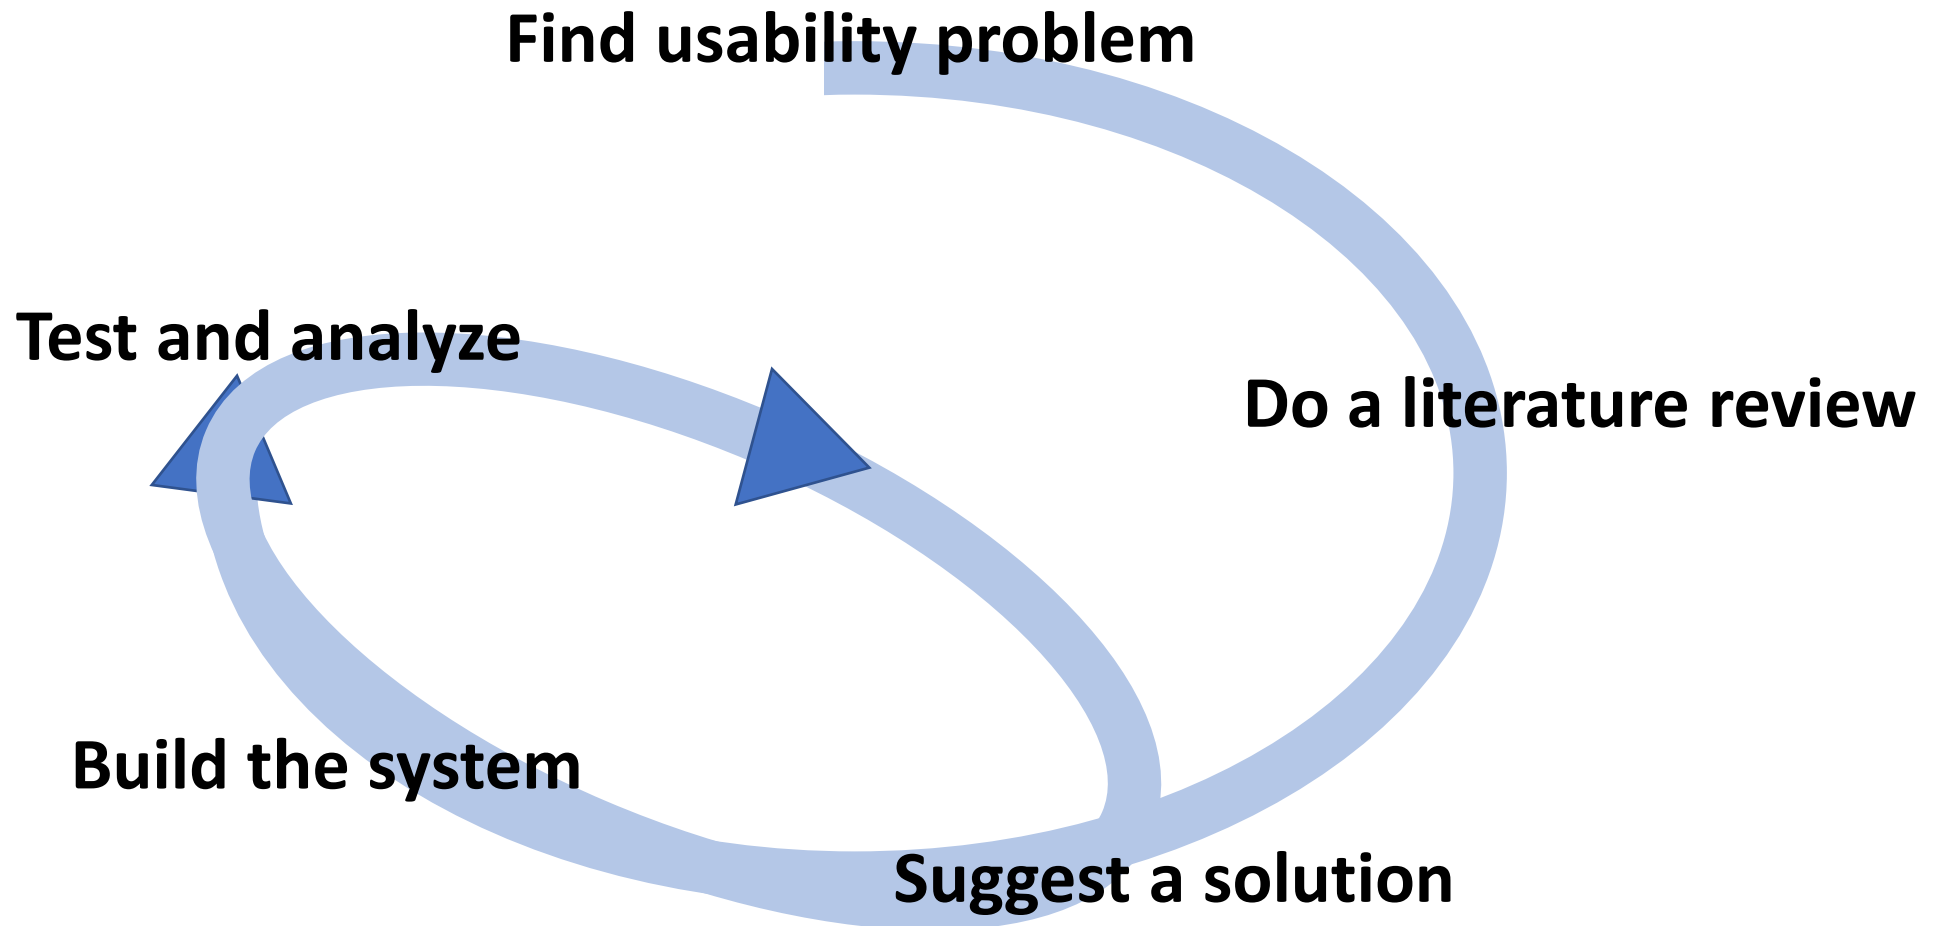 Find usability problem
Test and analyze
Do a literature review
Build the system
Suggest a solution